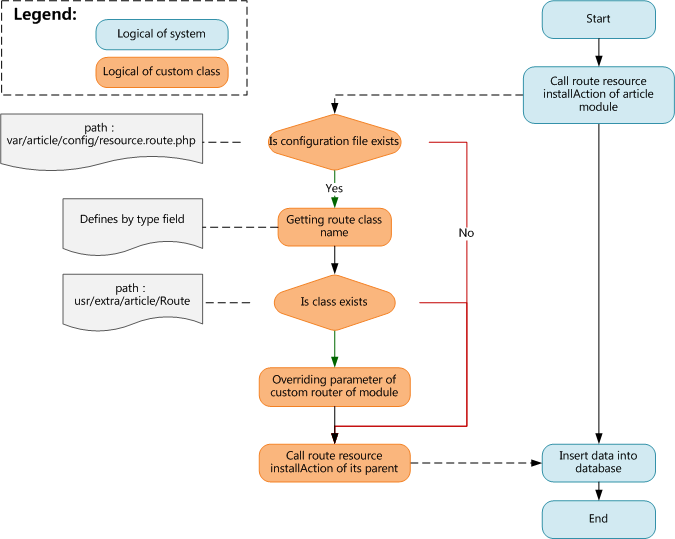 Legend:
Logical of system
Logical of custom class
Start
Call route resource
installAction of article
module
path :
var/article/config/resource.route.php
Is configuration file exists
Yes
Defines by type field
Getting route class
name
No
path :
usr/extra/article/Route
Is class exists
Overriding parameter of
custom router of module
Call route resource
installAction of its parent
Insert data into
database
End